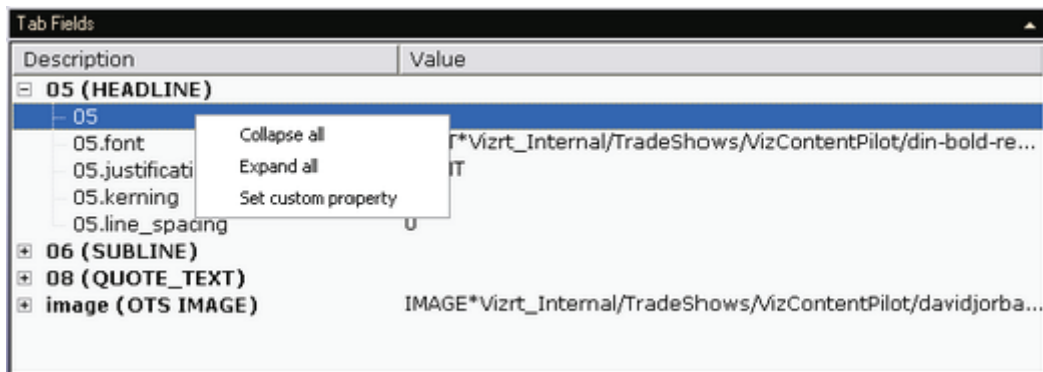 Tab Fields
Description Value
05 (HEADLINE)
05
05.font T*Vizrt_Internal/TradeShows/VizContentPilot/din-bold-re...
05.justificati IT
05.kerning
05.line_spacing 0
Collapse all
Expand all
Set custom property
06 (SUBLINE)
08 (QUOTE_TEXT)
image (OTS IMAGE) IMAGE*Vizrt_Internal/TradeShows/VizContentPilot/davidjorba...